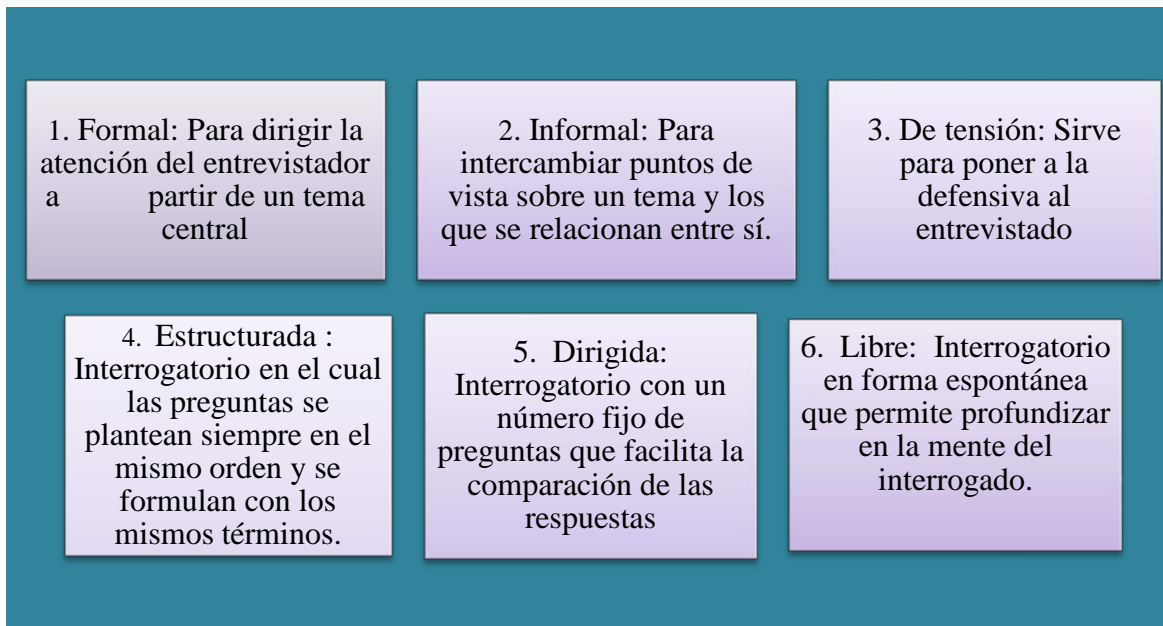 1. Formal: Para dirigir la
atención del entrevistador
a partir de un tema
central
2. Informal: Para
intercambiar puntos de
vista sobre un tema y los
que se relacionan entre sí.
3. De tensión: Sirve
para poner a la
defensiva al
entrevistado
4. Estructurada :
Interrogatorio en el cual
las preguntas se
plantean siempre en el
mismo orden y se
formulan con los
mismos términos.
5. Dirigida:
Interrogatorio con un
número fijo de
preguntas que facilita la
comparación de las
respuestas
6. Libre: Interrogatorio
en forma espontánea
que permite profundizar
en la mente del
interrogado.